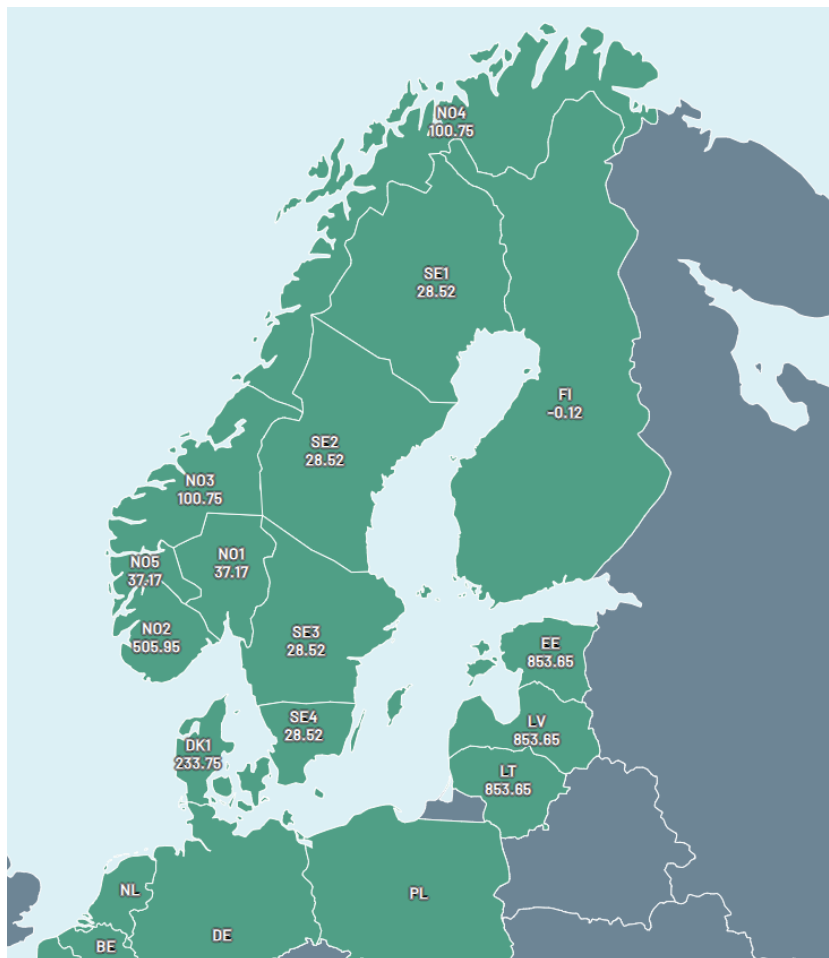 NO4
100.75
SE1
28.52
FI
-0.12
SE2
28.52
NO3
100.75
NO1
37.17
NO5
37.17
NO2
505.95
SE3
28.52
EE
853.65
SE4
28.52
LV
853.65
DK1
233.75
LT
853.65
NL
PL
DE
BE